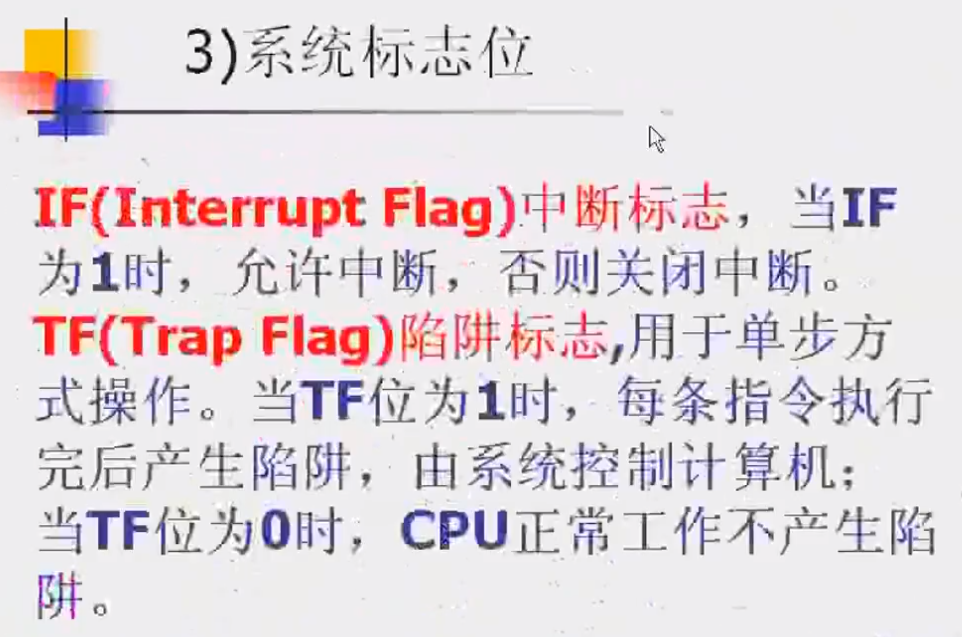 3)系统标志位
IF(Interrupt Flag)中断标志，当IF
为1时，允许中断，否则关闭中断。
TF(Trap Flag)陷阱标志,用于单步方
式操作。当TF位为1时，每条指令执行
完后产生陷阱，由系统控制计算机；
当TF位为0时，CPU正常工作不产生陷
阱。